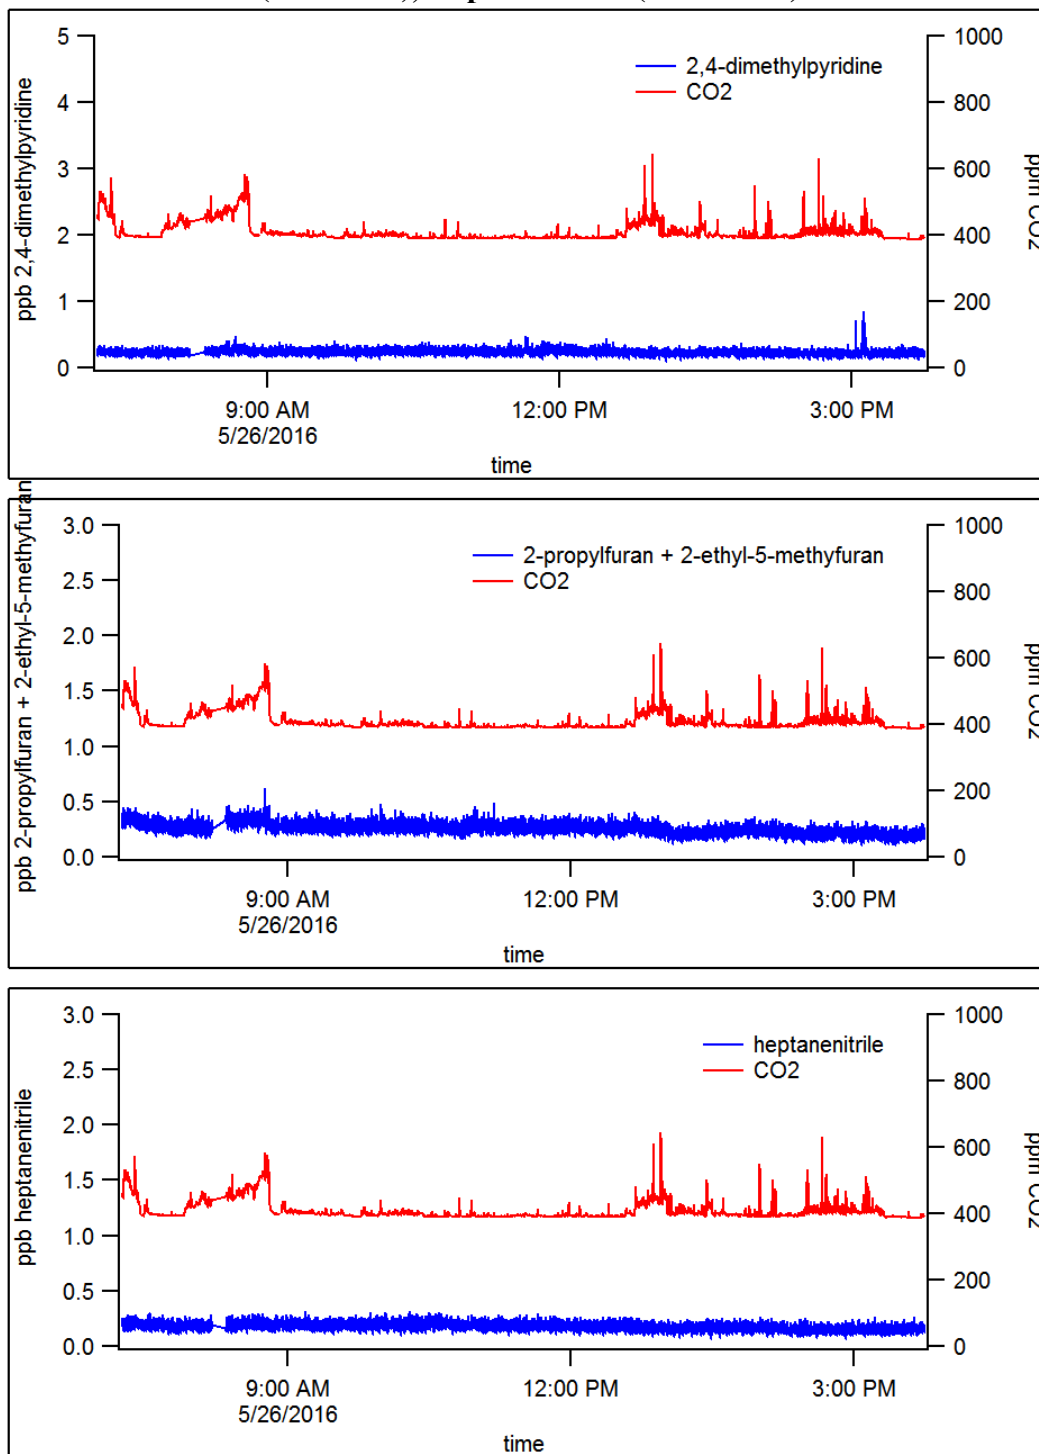 5
4
3
2
1
0
ppb 2,4-dimethylpyridine
2,4-dimethylpyridine
CO2
1000
800
600
400
200
0
ppm CO2
9:00 AM
5/26/2016
12:00 PM
3:00 PM
time
3.0
2.5
2.0
1.5
1.0
0.5
0.0
ppb 2-propylfuran + 2-ethyl-5-methyfuran
2-propylfuran + 2-ethyl-5-methyfuran
CO2
1000
800
600
400
200
0
ppm CO2
9:00 AM
5/26/2016
12:00 PM
3:00 PM
time
3.0
2.5
2.0
1.5
1.0
0.5
0.0
ppb heptanenitrile
heptanenitrile
CO2
1000
800
600
400
200
0
ppm CO2
9:00 AM
5/26/2016
12:00 PM
3:00 PM
time